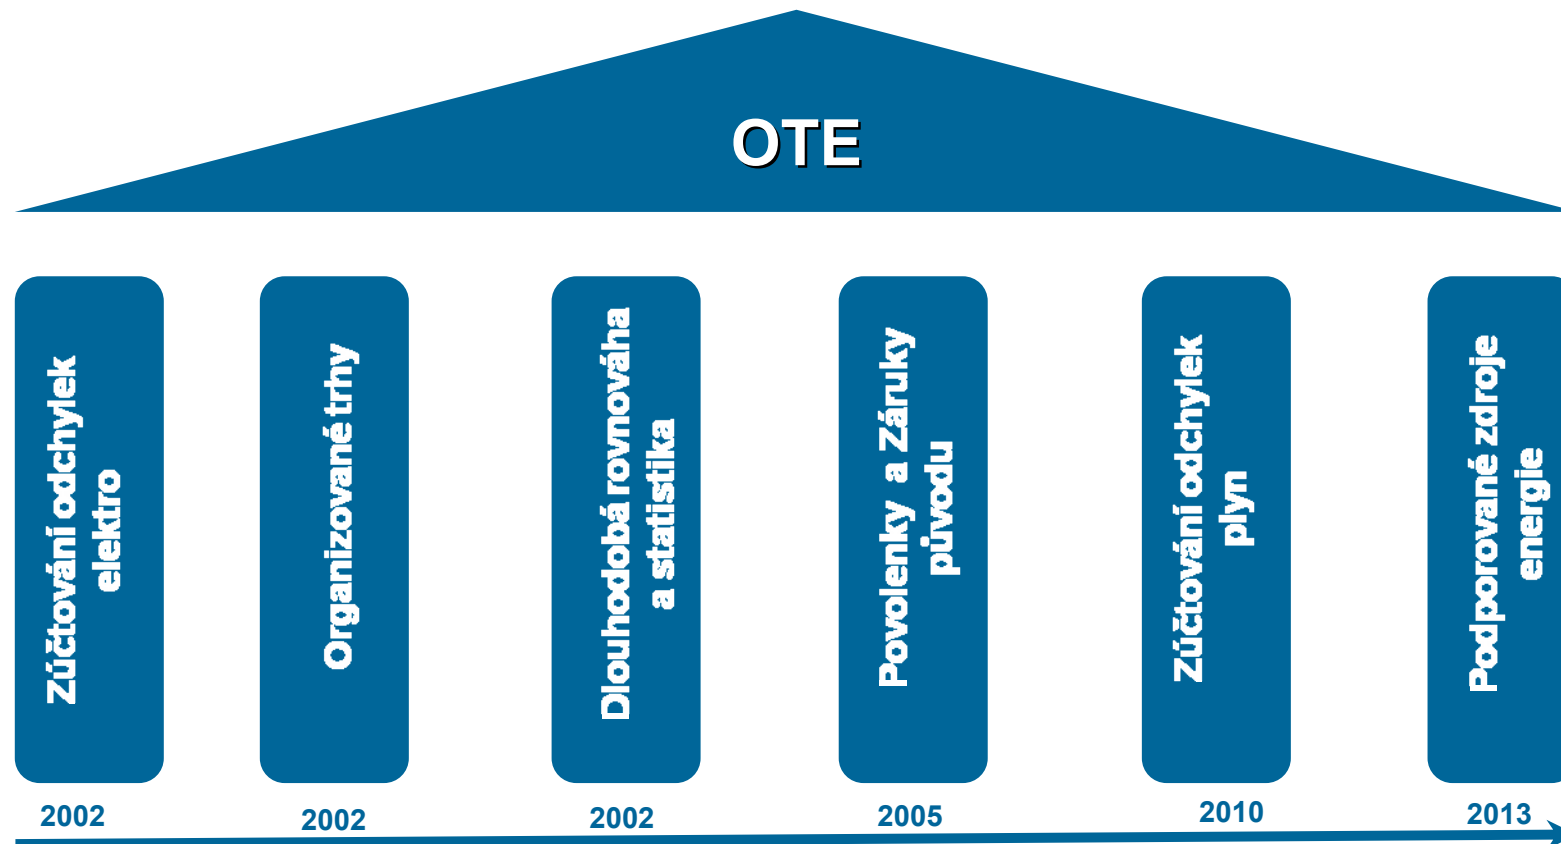 OTE
Zúčtování odchylek
elektro
Organizované trhy
Dlouhodobá rovnováha
a statistika
Povolenky a Záruky
původu
Zúčtování odchylek
plyn
Podporované zdroje
energie
2002
2002
2002
2005
2010
2013